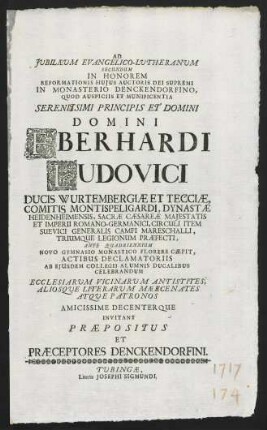 AD
JUBILÆUM EVANGELICO-LUTHERANUM
SECUNDUM
IN HONOREM
REFORMATIONIS HUJUS AUCTORIS DEI SUPREMI
IN MONASTERIO DENCKENDORFINO,
QUOD AUSPICIIS ET MUNIFICENTIA
SERENISSIMI PRINCIPIS ET DOMINI
DOMINI
EBERHARDI
LUDOVICI
DUCIS WURTEMBERGIÆ ET TECCIÆ,
COMITIS MONTISPELIGARDI, DYNASTÆ
HEIDENHEIMENSIS. SACRÆ CÆSAREÆ MAJESTATIS
ET IMPERII ROMANO-GERMANICI, CIRCULI ITEM
SUEVICI GENERALIS CAMPI MARESCHALLI,
TRIUMQUE LEGIONUM PRÆFECTI,
ANTE QUADRIENNIUM
NOVO GYMNASIO MONASTICO FLORERE CŒPIT,
ACTIBUS DECLAMATORIIS
AB EJUSDEM COLLEGII ALUMNIS DUCALIBUS
CELEBRANDUM
ECCLESIARUM VICINARUM ANTISTITES,
ALIOSQUE LITERARUM MÆCENATES
ATQUE PATRONOS
AMICISSIME DECENTERQUE
INVITANT
PRÆPOSITUS
ET
PRÆCEPTORES DENCKENDORFINI.
TUBINGÆ,
Literis JOSEPHI SIGMUNDI.
1717
174